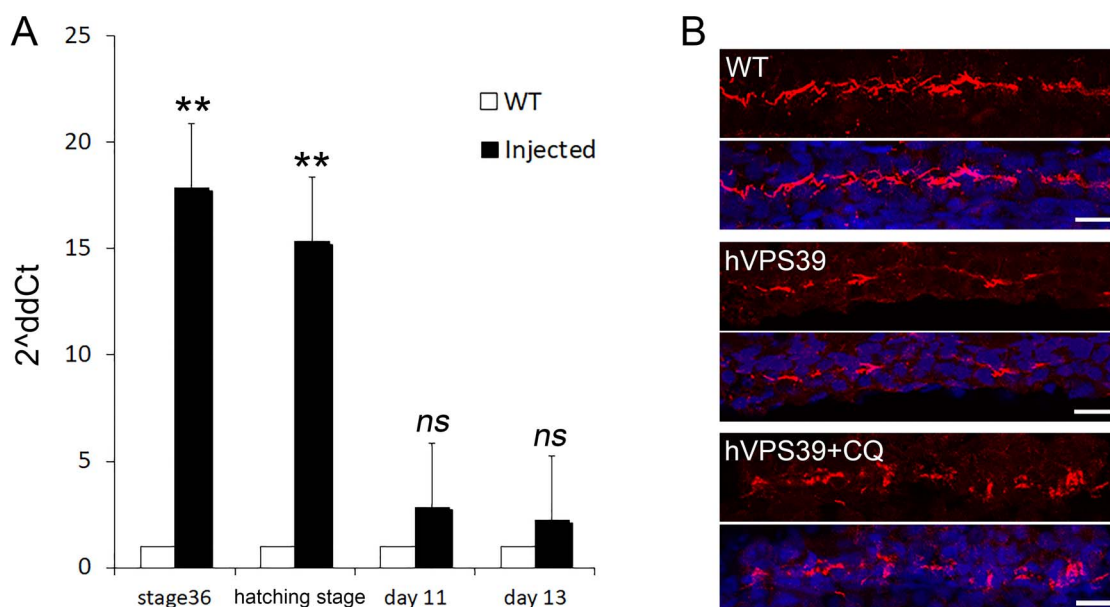 A
25
20
15
10
5
0
2^ddCt
**
**
ns
ns
WT
Injected
stage36
hatching stage
day 11
day 13
B
WT
hVPS39
hVPS39+CQ